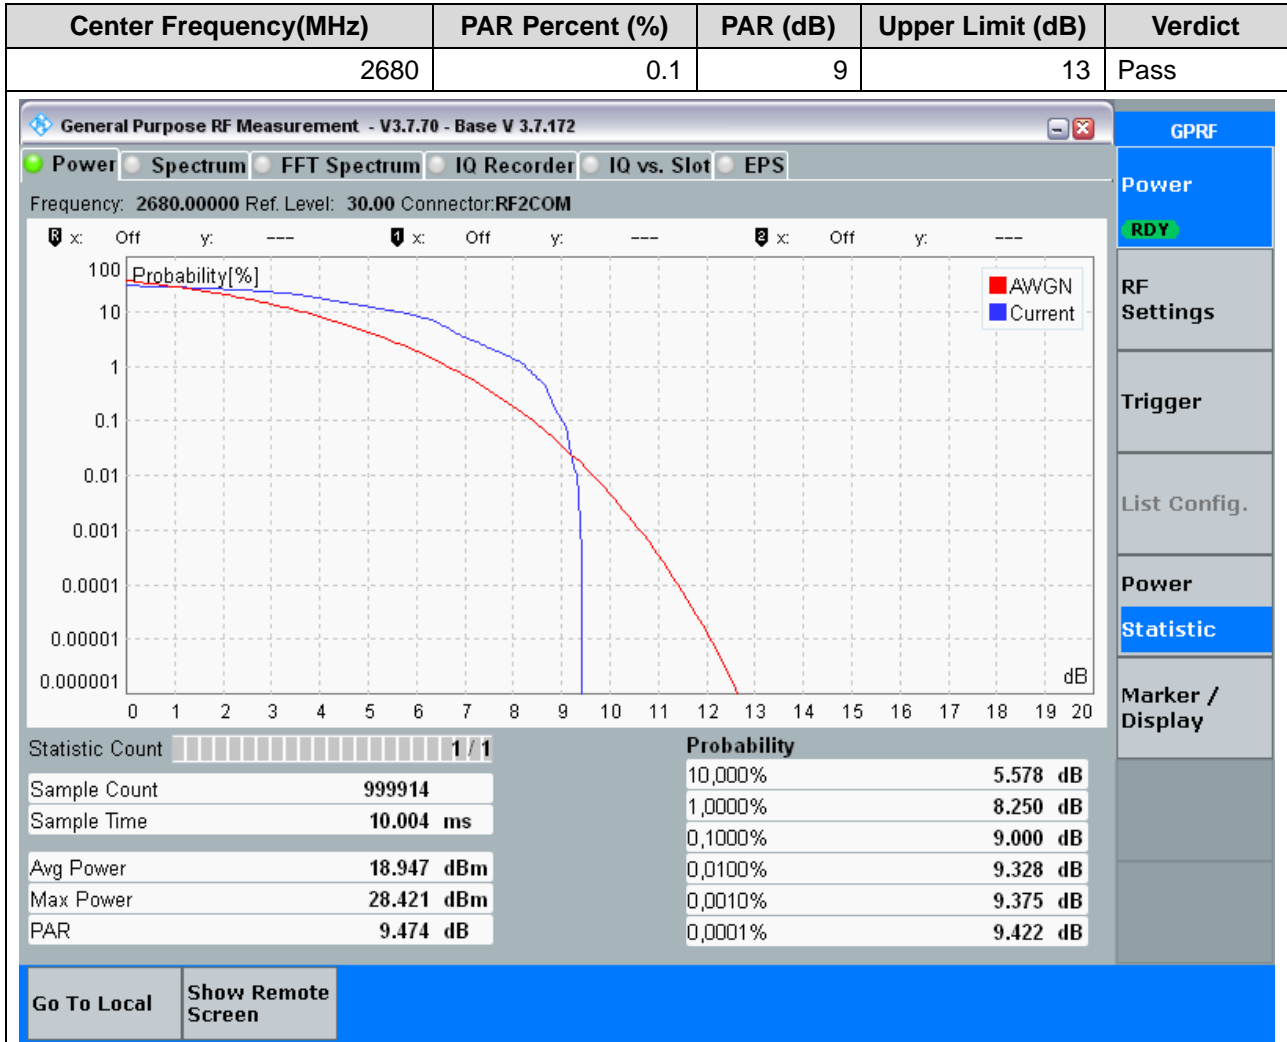 Center Frequency(MHz) PAR Percent (%) PAR (dB) Upper Limit (dB) Verdict
2680 0.1 9 13 Pass
General Purpose RF Measurement - V3.7.70 - Base V 3.7.172
GPRF
Power Spectrum FFT Spectrum IQ Recorder IQ vs. Slot EPS
Frequency: 2680.00000 Ref. Level: 30.00 Connector:RF2COM
R x: Off y: --- 1 x: Off y: --- 2 x: Off y: ---
Power
RDY
RF
Settings
Trigger
List Config.
Power
Statistic
Marker /
Display
Probability[%]
AWGN
Current
100
10
1
0.1
0.01
0.001
0.0001
0.00001
0.000001
dB
0 1 2 3 4 5 6 7 8 9 10 11 12 13 14 15 16 17 18 19 20
Statistic Count 1 / 1
Sample Count 999914
Sample Time 10.004 ms
Avg Power 18.947 dBm
Max Power 28.421 dBm
PAR 9.474 dB
Probability
10,000% 5.578 dB
1,0000% 8.250 dB
0,1000% 9.000 dB
0,0100% 9.328 dB
0,0010% 9.375 dB
0,0001% 9.422 dB
Go To Local
Show Remote
Screen